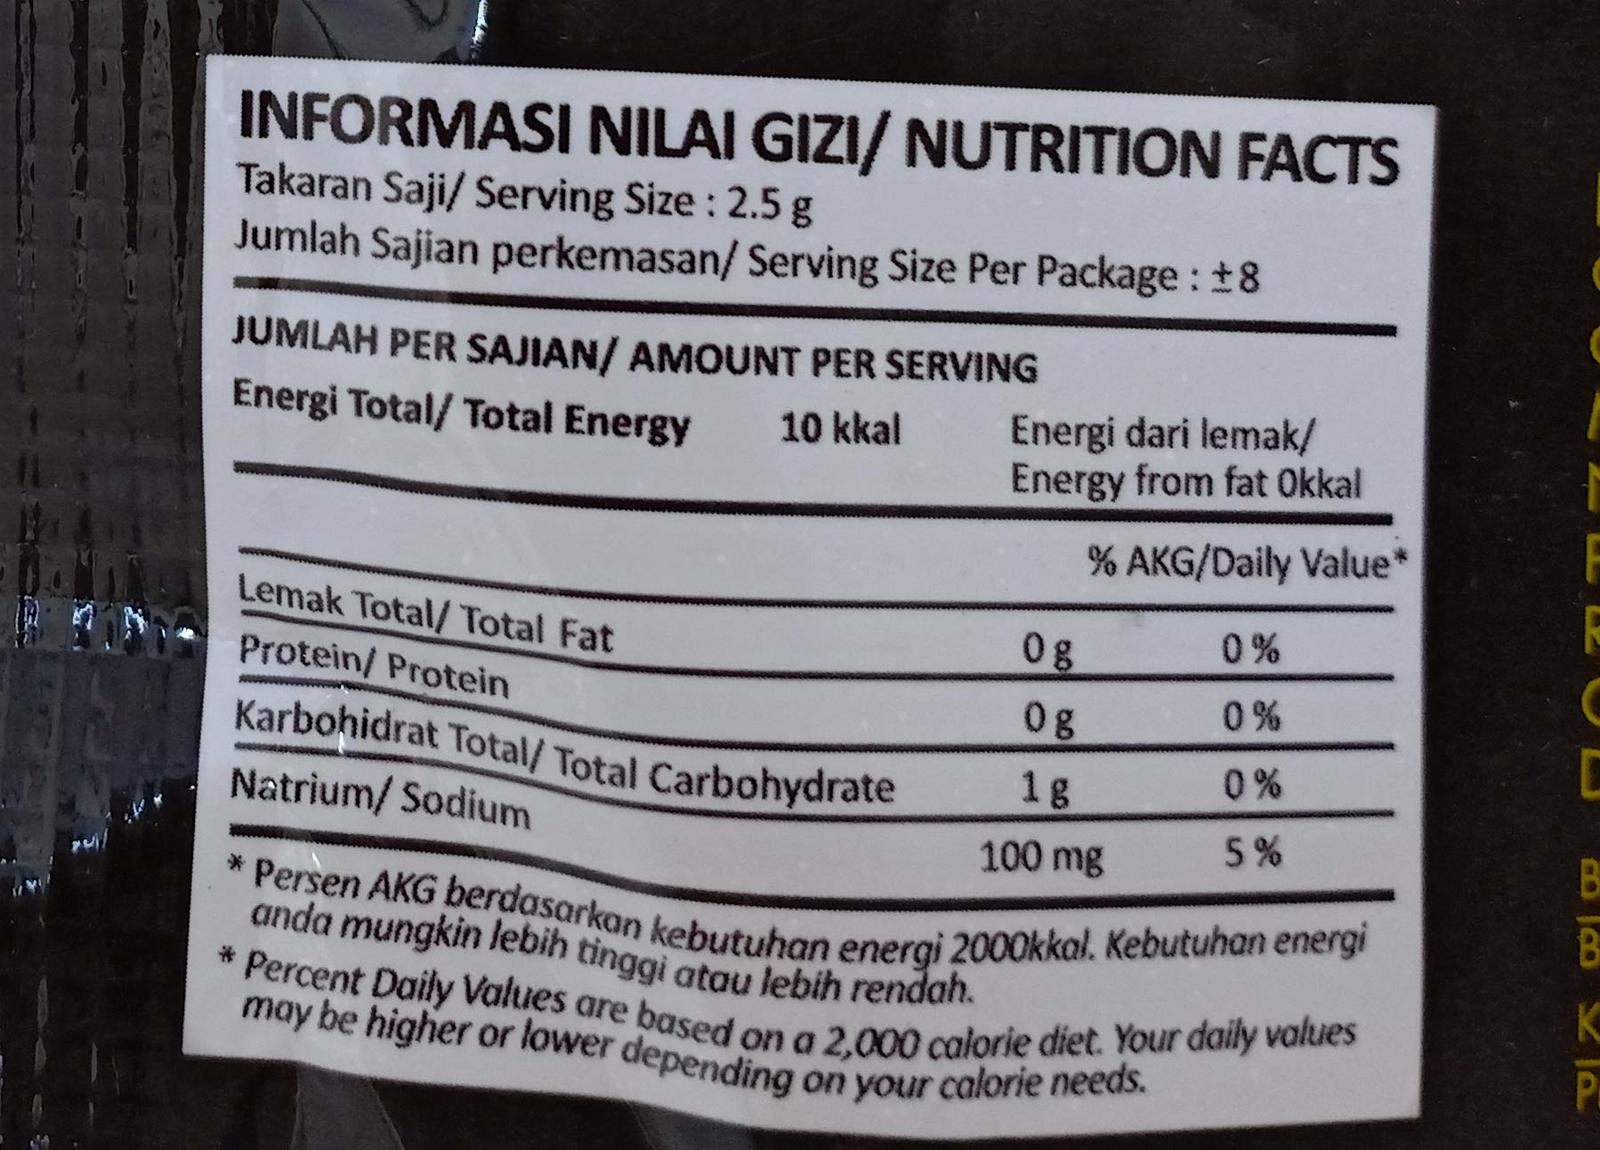 INFORMASI NILAI GIZI/ NUTRITION FACTS
Takaran Saji/ Serving Size : 2.5 g
Jumlah Sajian perkemasan/ Serving Size Per Package : ±8
JUMLAH PER SAJIAN/ AMOUNT PER SERVING
Energi Total/ Total Energy 10 kkal Energi dari lemak/
Energy from fat 0kkal
% AKG/Daily Value*
Lemak Total/ Total Fat 0 g 0 %
Protein/ Protein 0 g 0 %
Karbohidrat Total/ Total Carbohydrate 1 g 0 %
Natrium/ Sodium 100 mg 5 %
* Persen AKG berdasarkan kebutuhan energi 2000kkal. Kebutuhan energi
anda mungkin lebih tinggi atau lebih rendah.
* Percent Daily Values are based on a 2,000 calorie diet. Your daily values
may be higher or lower depending on your calorie needs.